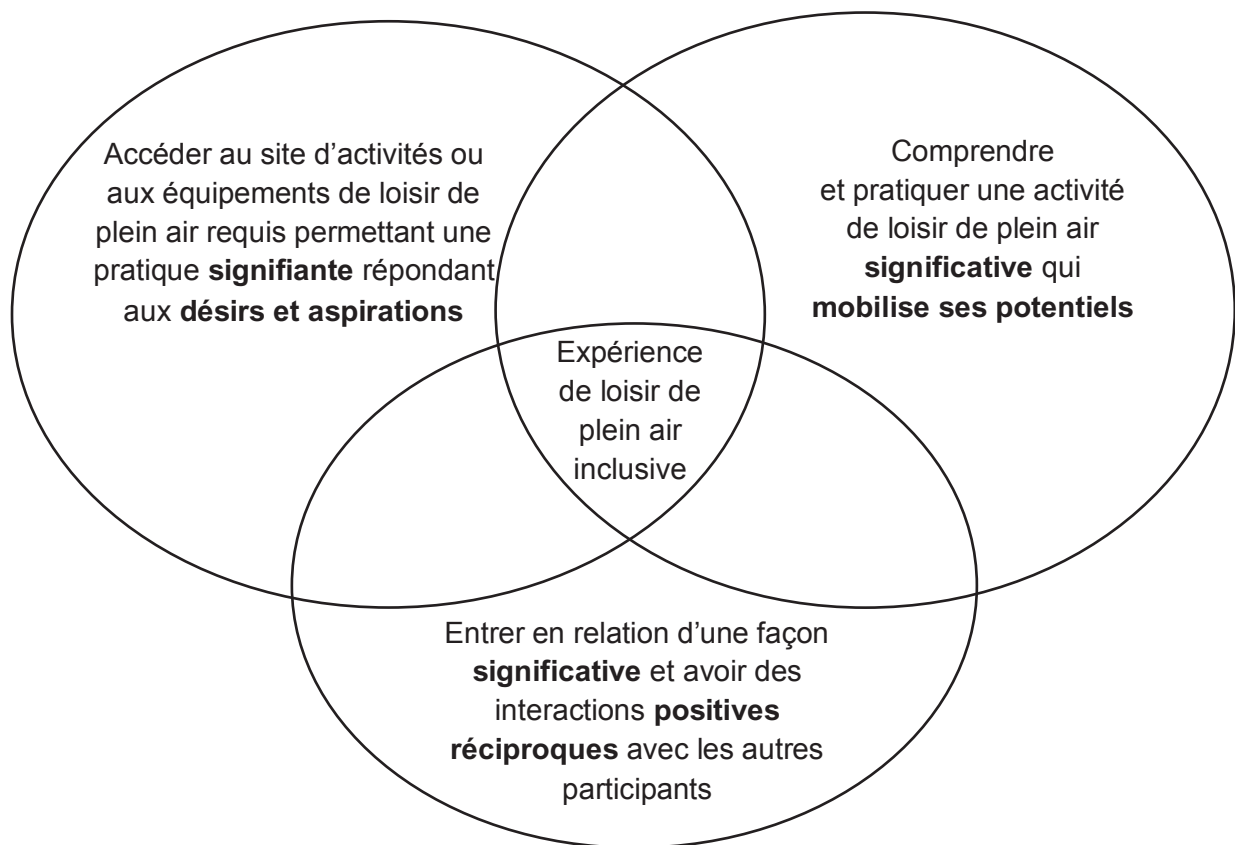 Accéder au site d’activités ou
aux équipements de loisir de
plein air requis permettant une
pratique signifiante répondant
aux désirs et aspirations
Comprendre
et pratiquer une activité
de loisir de plein air
significative qui
mobilise ses potentiels
Expérience
de loisir de
plein air
inclusive
Entrer en relation d’une façon
significative et avoir des
interactions positives
réciproques avec les autres
participants